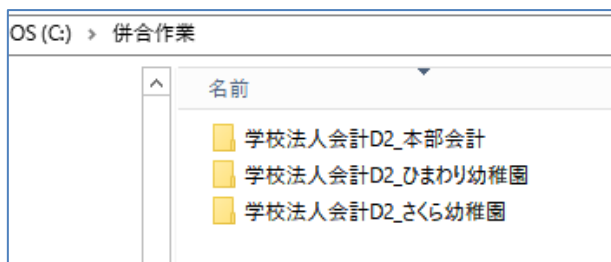 OS (C:) › 併合作業
名前
学校法人会計D2_本部会計
学校法人会計D2_ひまわり幼稚園
学校法人会計D2_さくら幼稚園